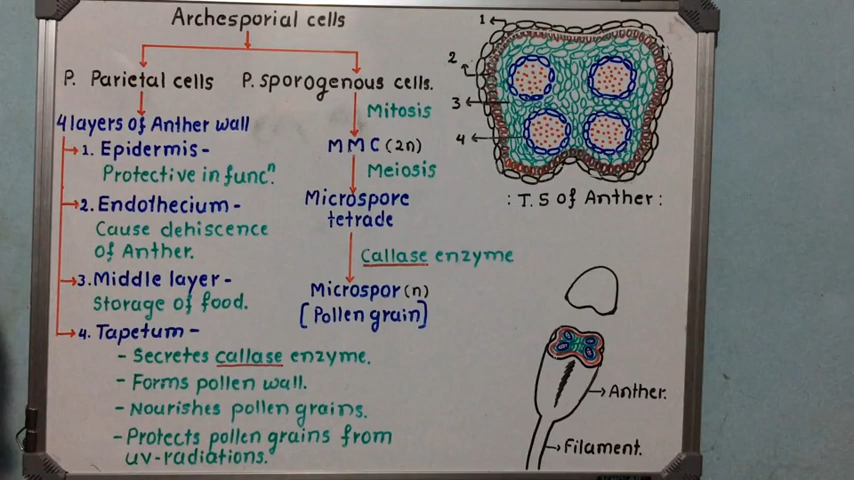 Archesporial cells
P. Parietal cells
P. sporogenous cells.
4 layers of Anther wall
1. Epidermis -
Protective in funcⁿ.
2. Endothecium -
Cause dehiscence
of Anther.
3. Middle layer -
Storage of food.
4. Tapetum -
- Secretes callase enzyme.
- Forms pollen wall.
- Nourishes pollen grains.
- Protects pollen grains from
uv-radiations.
Mitosis
MMC (2n)
Meiosis
Microspore
tetrade
Callase enzyme
Microspor (n)
[Pollen grain]
1
2
3
4
: T.S of Anther :
Anther.
Filament.